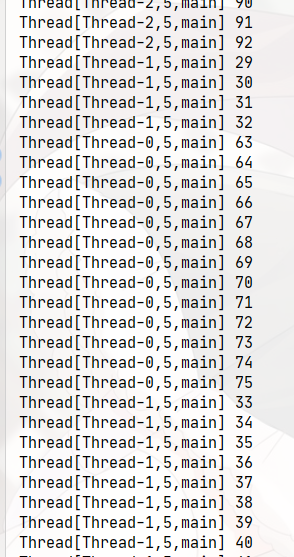 Thread[Thread-2,5,main] 90
Thread[Thread-2,5,main] 91
Thread[Thread-2,5,main] 92
Thread[Thread-1,5,main] 29
Thread[Thread-1,5,main] 30
Thread[Thread-1,5,main] 31
Thread[Thread-1,5,main] 32
Thread[Thread-0,5,main] 63
Thread[Thread-0,5,main] 64
Thread[Thread-0,5,main] 65
Thread[Thread-0,5,main] 66
Thread[Thread-0,5,main] 67
Thread[Thread-0,5,main] 68
Thread[Thread-0,5,main] 69
Thread[Thread-0,5,main] 70
Thread[Thread-0,5,main] 71
Thread[Thread-0,5,main] 72
Thread[Thread-0,5,main] 73
Thread[Thread-0,5,main] 74
Thread[Thread-0,5,main] 75
Thread[Thread-1,5,main] 33
Thread[Thread-1,5,main] 34
Thread[Thread-1,5,main] 35
Thread[Thread-1,5,main] 36
Thread[Thread-1,5,main] 37
Thread[Thread-1,5,main] 38
Thread[Thread-1,5,main] 39
Thread[Thread-1,5,main] 40